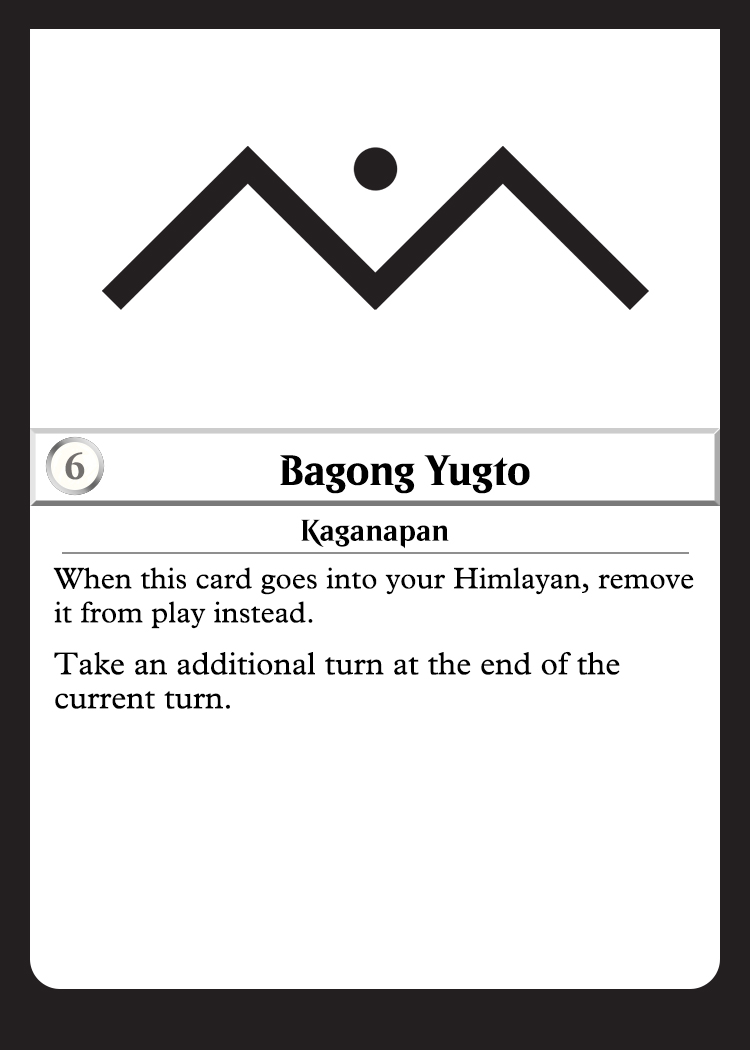 6
Bagong Yugto
Kaganapan
When this card goes into your Himlayan, remove
it from play instead.
Take an additional turn at the end of the
current turn.